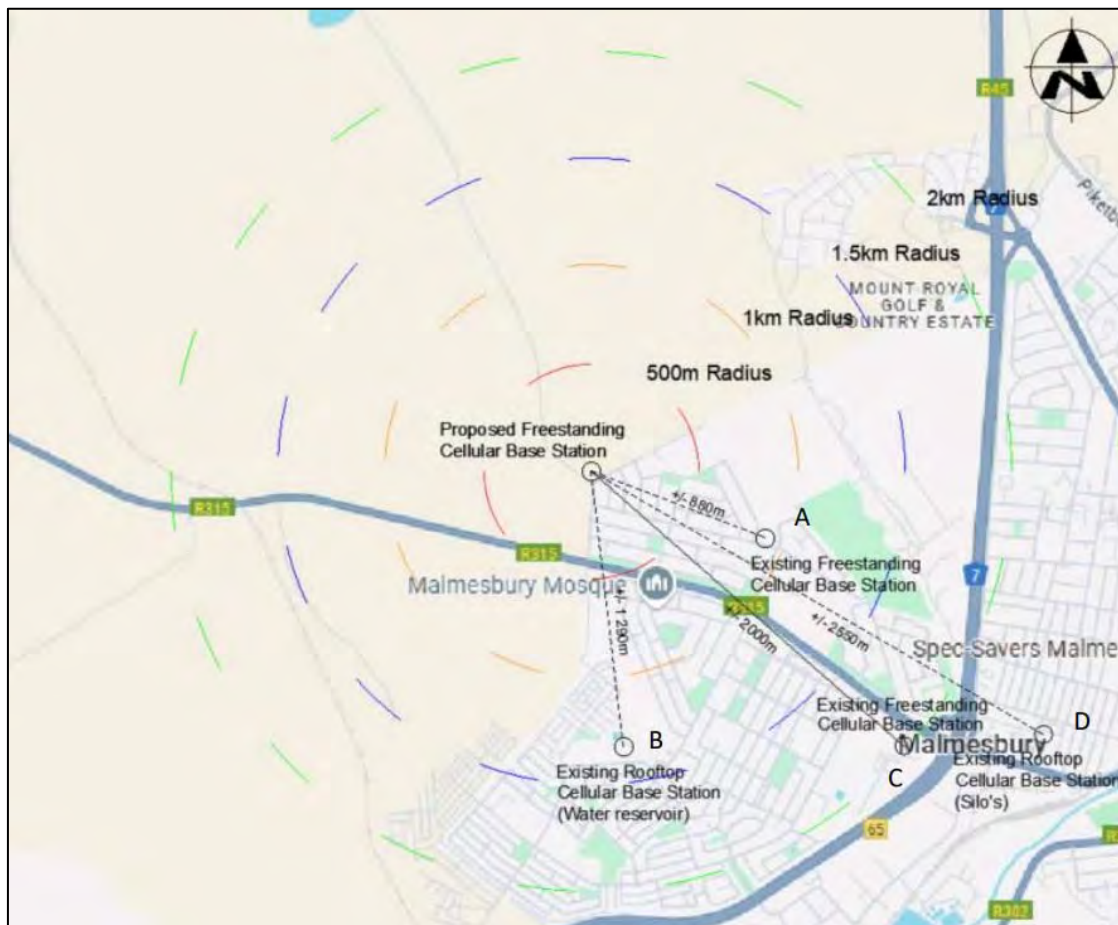 N
R45
2km Radius
7
1.5km Radius
MOUNT ROYAL
GOLF &
COUNTRY ESTATE
1km Radius
500m Radius
Proposed Freestanding
Cellular Base Station
+/- 880m
A
R315
R315
Existing Freestanding
Cellular Base Station
7
Malmesbury Mosque
R315
+/- 1 290m
+/- 2000m
+/- 2550m
Spec-Savers Malme
Existing Freestanding
Cellular Base Station
D
B
Malmesbury
C
Existing Rooftop
Cellular Base Station
(Water reservoir)
Existing Rooftop
Cellular Base Station
(Silo's)
65
R302